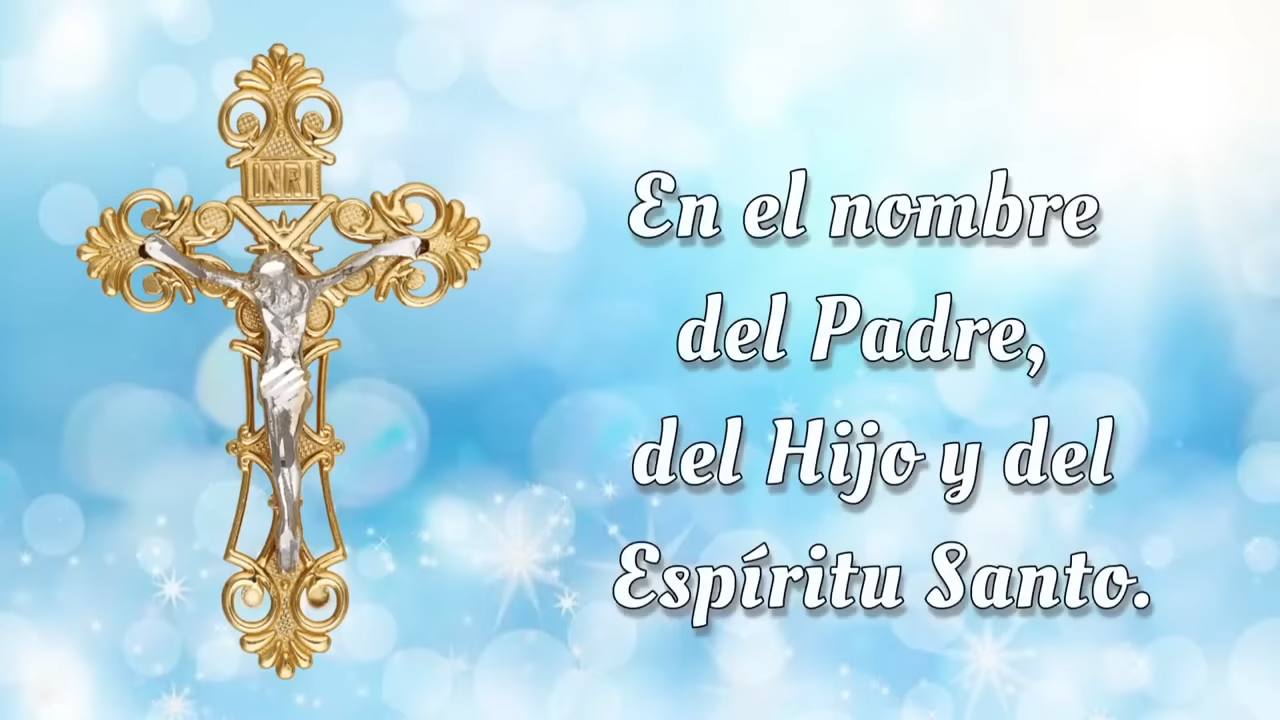 INRI
En el nombre
del Padre,
del Hijo y del
Espíritu Santo.